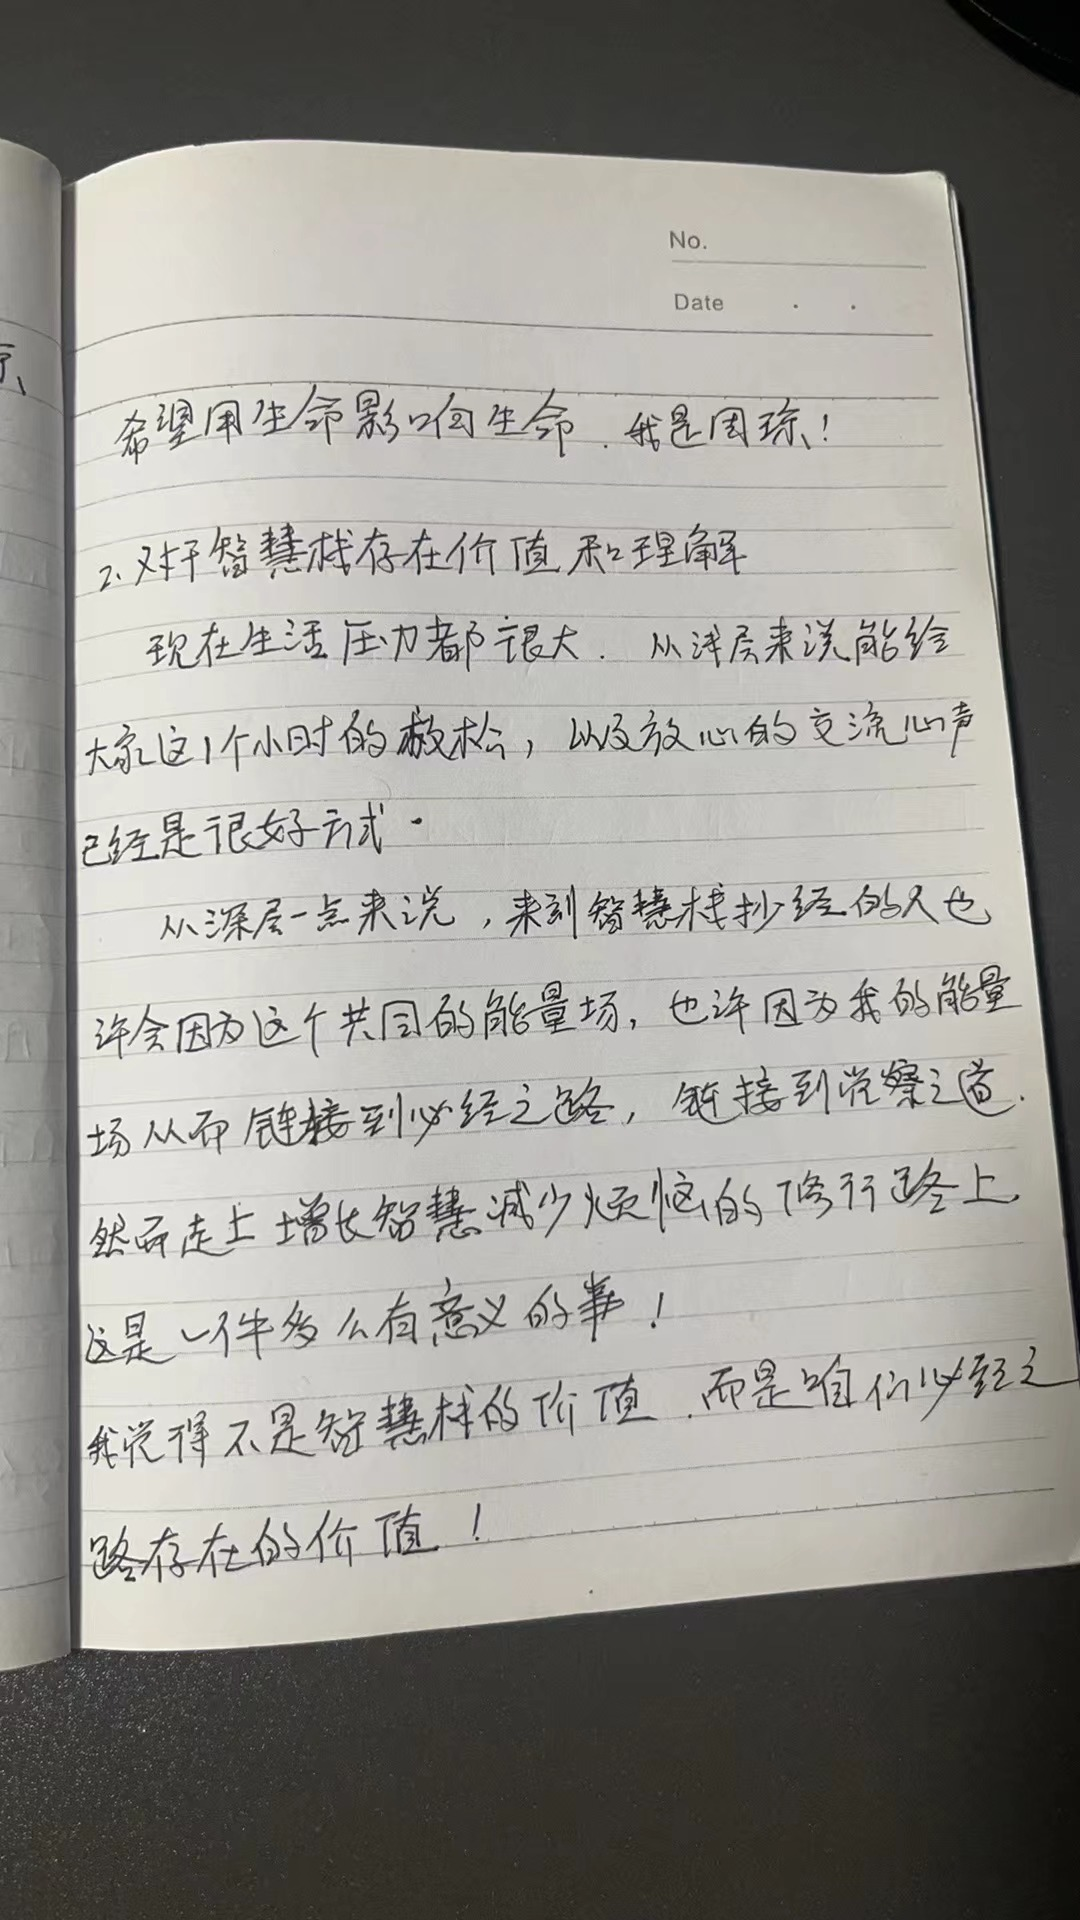 No.
Date
希望用生命影响生命.我是周琼!
2、对于智慧栈存在价值和理解
现在生活压力都很大. 从浅层来说能给
大家这1个小时的放松,以及放心的交流心声
已经是很好方式.
从深层一点来说,来到智慧栈抄经的人也
许会因为这个共同的能量场,也许因为我的能量
场从而链接到必经之路,链接到觉察之道.
然而走上增长智慧减少烦恼的修行路上
这是一件多么有意义的事!
我觉得不是智慧栈的价值.而是咱们必经之
路存在的价值!